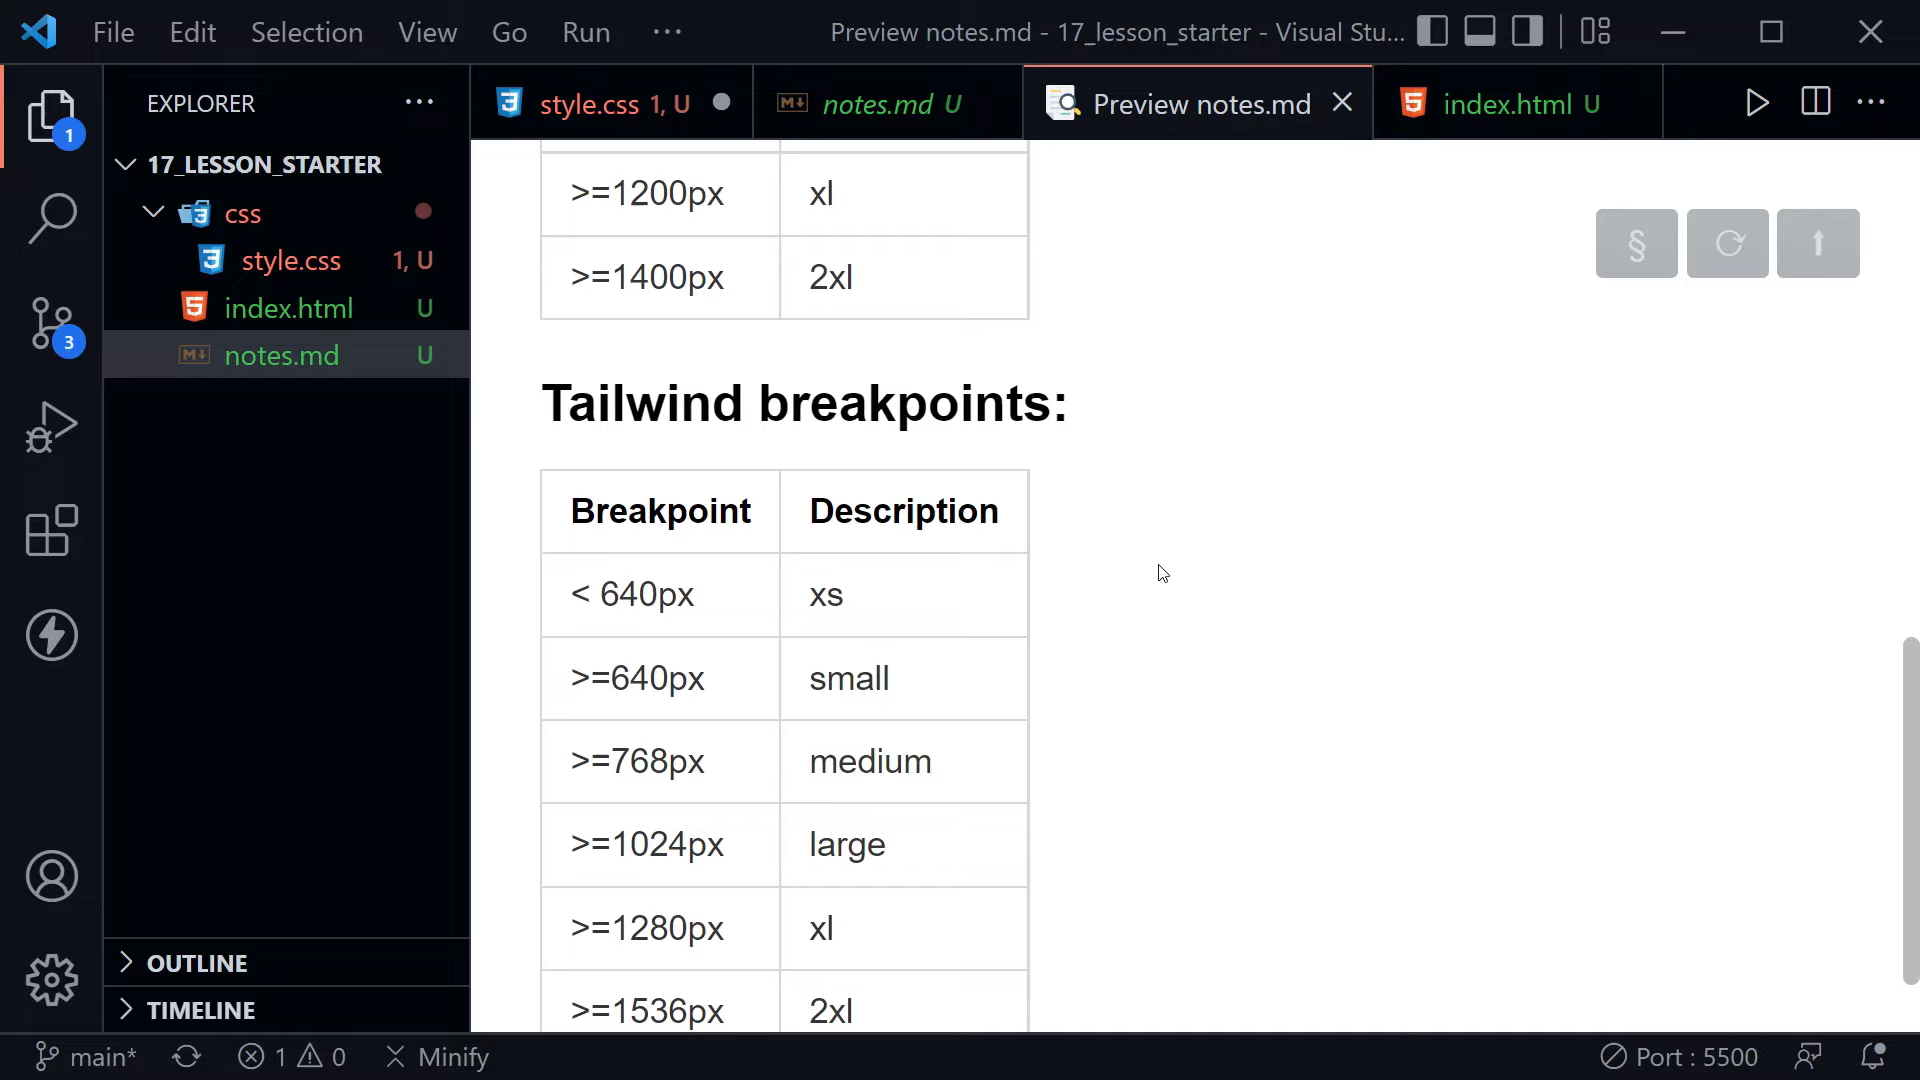 File Edit Selection View Go Run ··· Preview notes.md - 17_lesson_starter - Visual Stu...
EXPLORER ···
style.css 1, U
notes.md U
Preview notes.md
index.html U
···
17_LESSON_STARTER
css
style.css 1, U
index.html U
notes.md U
1
3
OUTLINE
TIMELINE
>=1200px xl
>=1400px 2xl
§
Tailwind breakpoints:
Breakpoint Description
< 640px xs
>=640px small
>=768px medium
>=1024px large
>=1280px xl
>=1536px 2xl
main* 1 0 Minify Port : 5500